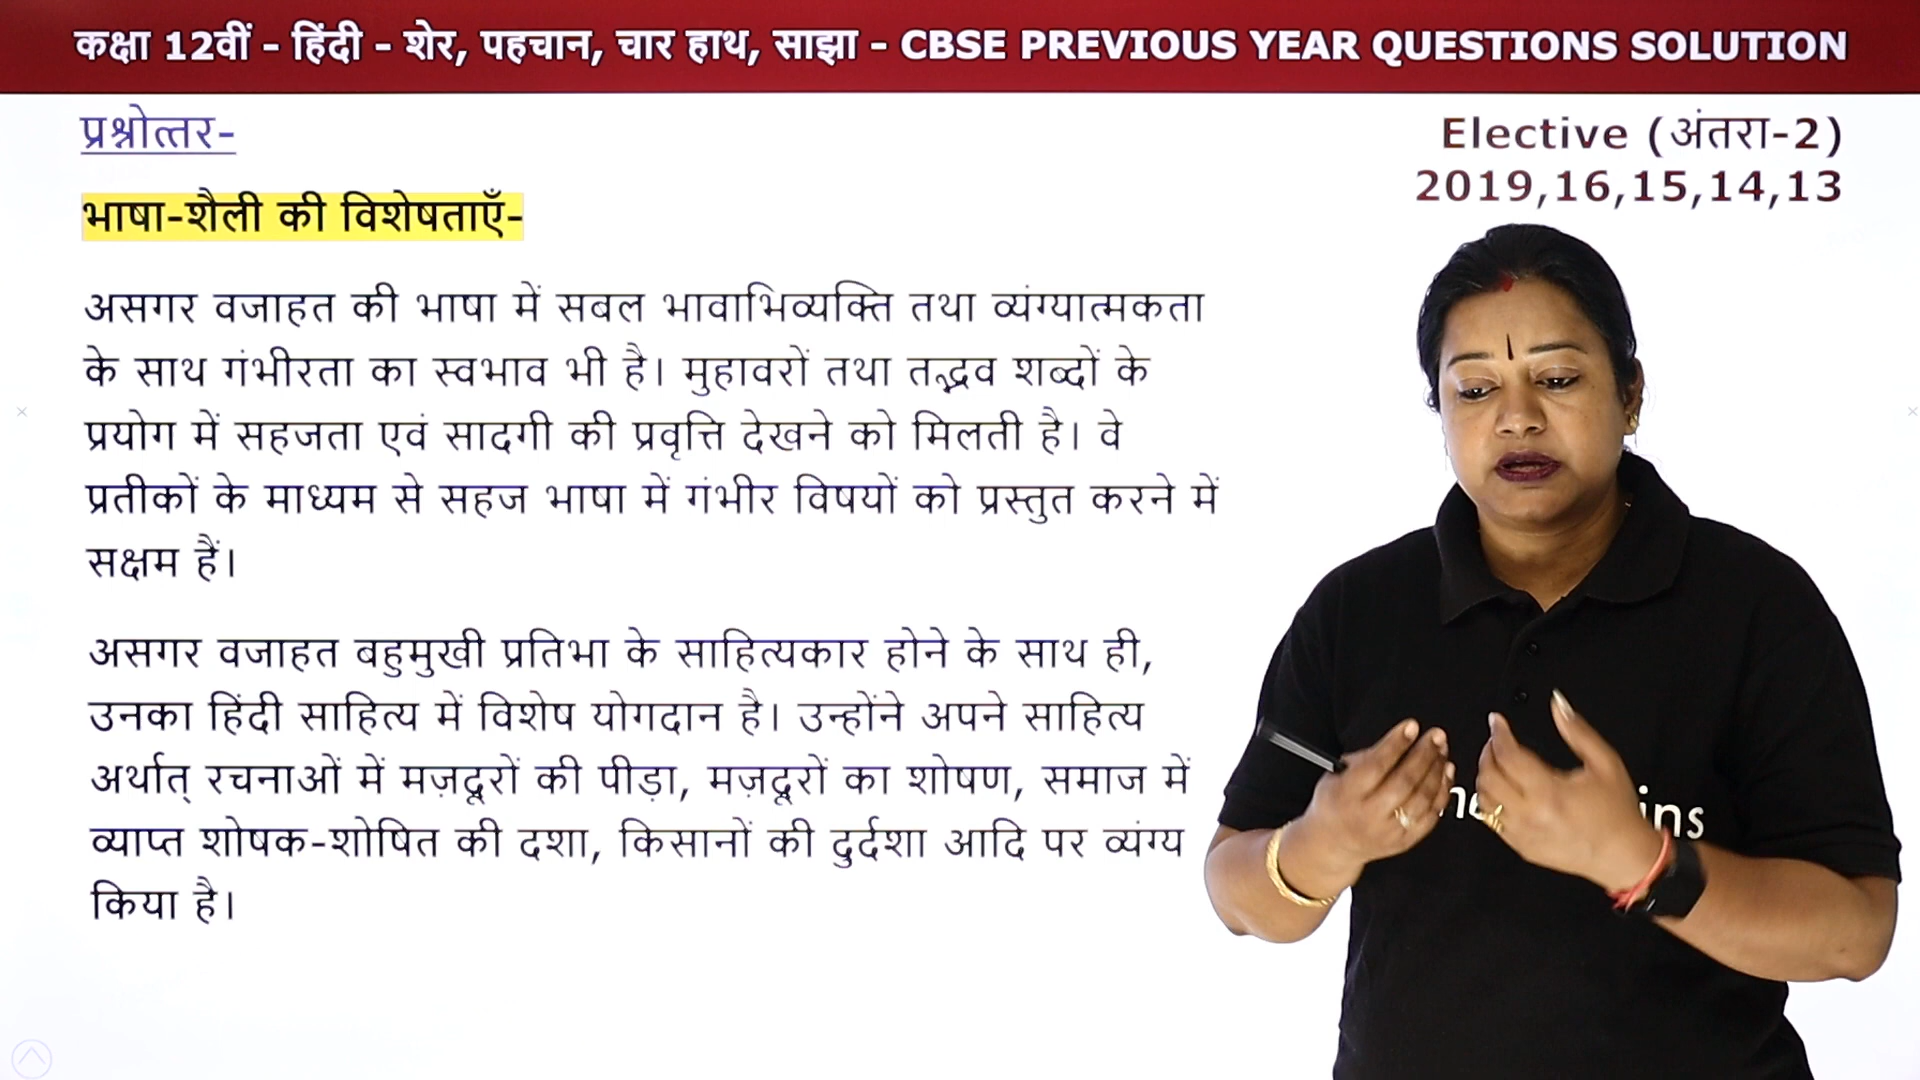 कक्षा 12वीं - हिंदी - शेर, पहचान, चार हाथ, साझा - CBSE PREVIOUS YEAR QUESTIONS SOLUTION
प्रश्नोत्तर-
Elective (अंतरा-2)
2019,16,15,14,13
भाषा-शैली की विशेषताएँ-
असगर वजाहत की भाषा में सबल भावाभिव्यक्ति तथा व्यंग्यात्मकता
के साथ गंभीरता का स्वभाव भी है। मुहावरों तथा तद्भव शब्दों के
प्रयोग में सहजता एवं सादगी की प्रवृत्ति देखने को मिलती है। वे
प्रतीकों के माध्यम से सहज भाषा में गंभीर विषयों को प्रस्तुत करने में
सक्षम हैं।
असगर वजाहत बहुमुखी प्रतिभा के साहित्यकार होने के साथ ही,
उनका हिंदी साहित्य में विशेष योगदान है। उन्होंने अपने साहित्य
अर्थात् रचनाओं में मज़दूरों की पीड़ा, मज़दूरों का शोषण, समाज में
व्याप्त शोषक-शोषित की दशा, किसानों की दुर्दशा आदि पर व्यंग्य
किया है।